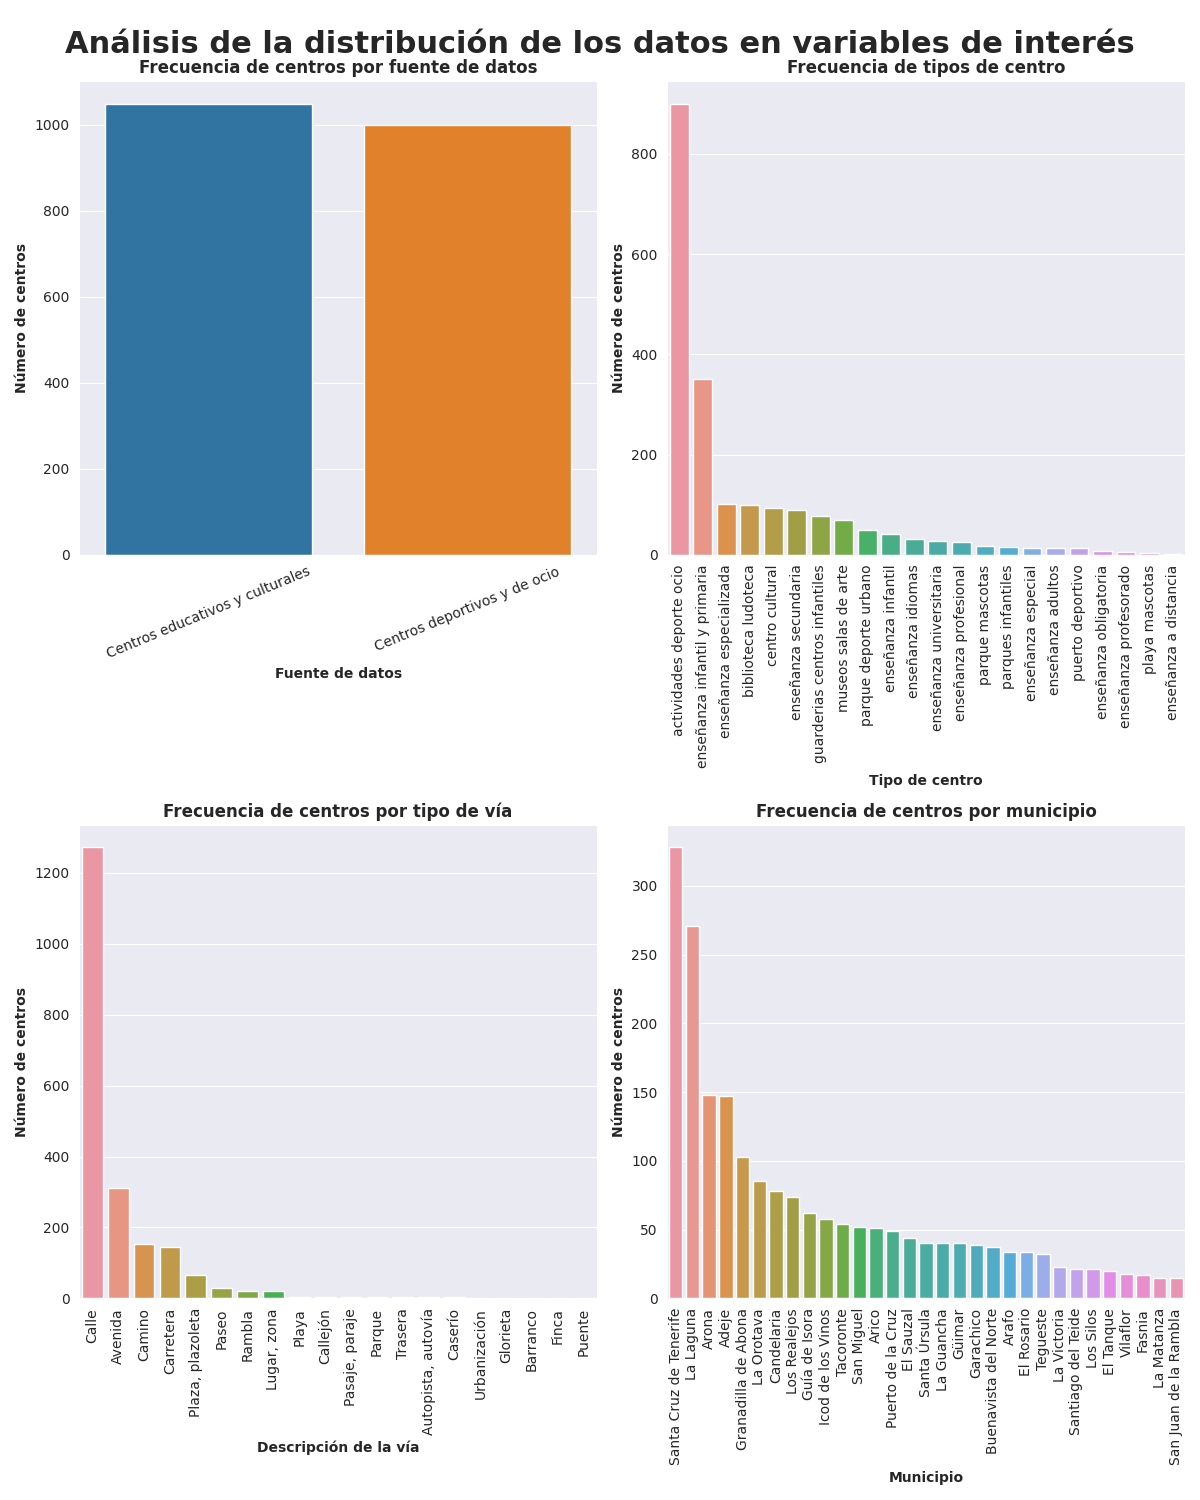 Análisis de la distribución de los datos en variables de interés
Frecuencia de centros por fuente de datos
Número de centros
1000
800
600
400
200
0
Centros educativos y culturales
Centros deportivos y de ocio
Fuente de datos
Frecuencia de tipos de centro
Número de centros
800
600
400
200
0
actividades deporte ocio
enseñanza infantil y primaria
enseñanza especializada
biblioteca ludoteca
centro cultural
enseñanza secundaria
guarderias centros infantiles
museos salas de arte
parque deporte urbano
enseñanza infantil
enseñanza idiomas
enseñanza universitaria
enseñanza profesional
parque mascotas
parques infantiles
enseñanza especial
enseñanza adultos
puerto deportivo
enseñanza obligatoria
enseñanza profesorado
playa mascotas
enseñanza a distancia
Tipo de centro
Frecuencia de centros por tipo de vía
Número de centros
1200
1000
800
600
400
200
0
Calle
Avenida
Camino
Carretera
Plaza, plazoleta
Paseo
Rambla
Lugar, zona
Playa
Callejón
Pasaje, paraje
Parque
Trasera
Autopista, autovía
Caserío
Urbanización
Glorieta
Barranco
Finca
Puente
Descripción de la vía
Frecuencia de centros por municipio
Número de centros
300
250
200
150
100
50
0
Santa Cruz de Tenerife
La Laguna
Arona
Adeje
Granadilla de Abona
La Orotava
Candelaria
Los Realejos
Guía de Isora
Icod de los Vinos
Tacoronte
San Miguel
Arico
Puerto de la Cruz
El Sauzal
Santa Úrsula
La Guancha
Güímar
Garachico
Buenavista del Norte
Arafo
El Rosario
Tegueste
La Victoria
Santiago del Teide
Los Silos
El Tanque
Vilaflor
Fasnia
La Matanza
San Juan de la Rambla
Municipio